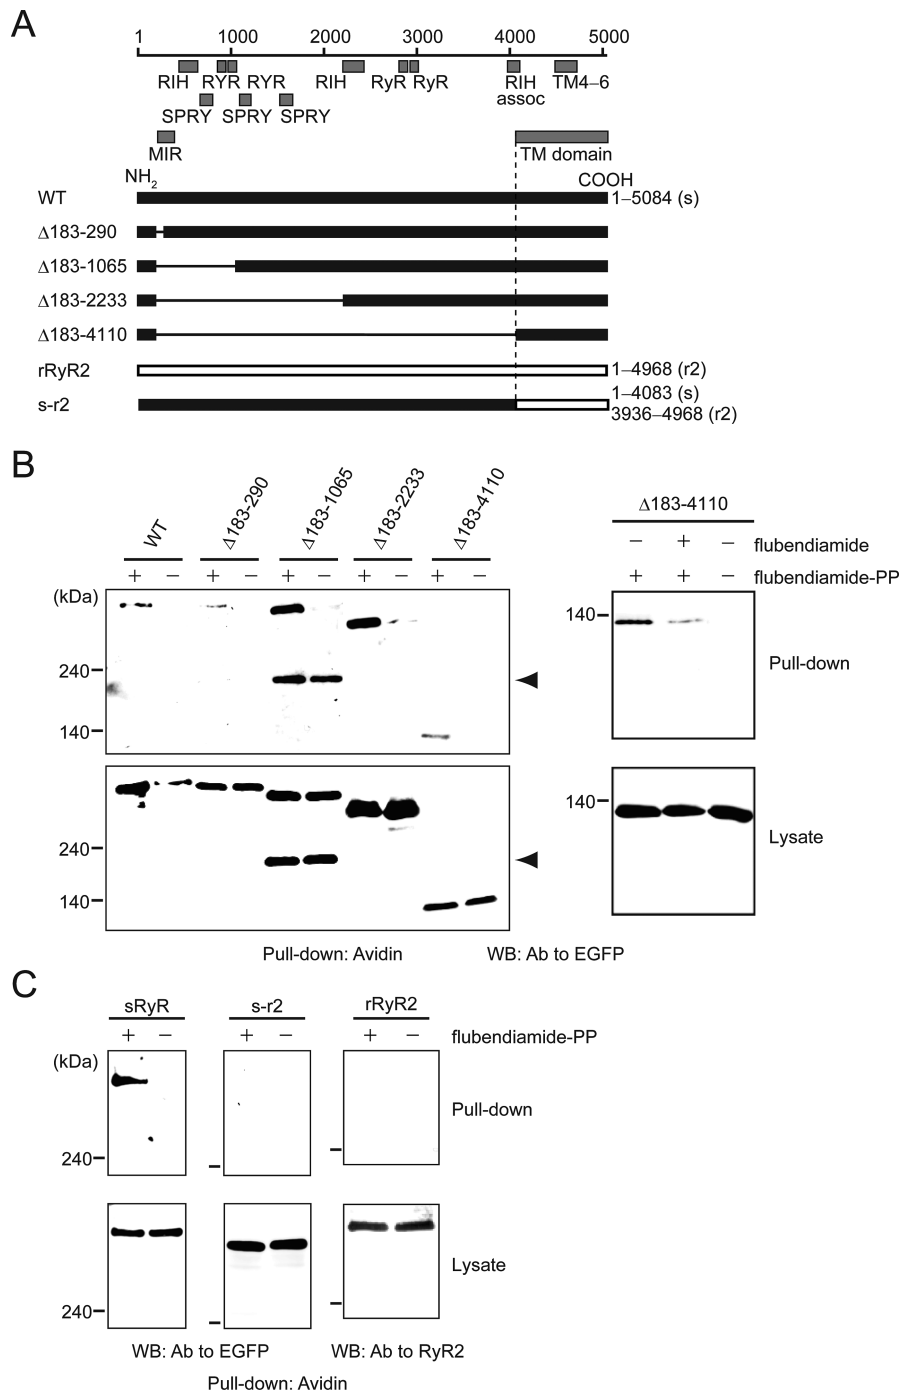 A
1 1000 2000 3000 4000 5000
RIH RYR RYR RIH RyR RyR RIH assoc TM4–6
SPRY SPRY SPRY
MIR TM domain
NH2 COOH
WT 1–5084 (s)
Δ183-290
Δ183-1065
Δ183-2233
Δ183-4110
rRyR2 1–4968 (r2)
s-r2 1–4083 (s)
3936–4968 (r2)
B
WT Δ183-290 Δ183-1065 Δ183-2233 Δ183-4110
Δ183-4110
− + − flubendiamide
+ − + − + − + − + −
+ + − flubendiamide-PP
(kDa)
240
140
140
Pull-down
240
140
140
Lysate
Pull-down: Avidin WB: Ab to EGFP
C
sRyR s-r2 rRyR2
+ − + − + − flubendiamide-PP
(kDa)
Pull-down
240
Lysate
240
WB: Ab to EGFP WB: Ab to RyR2
Pull-down: Avidin